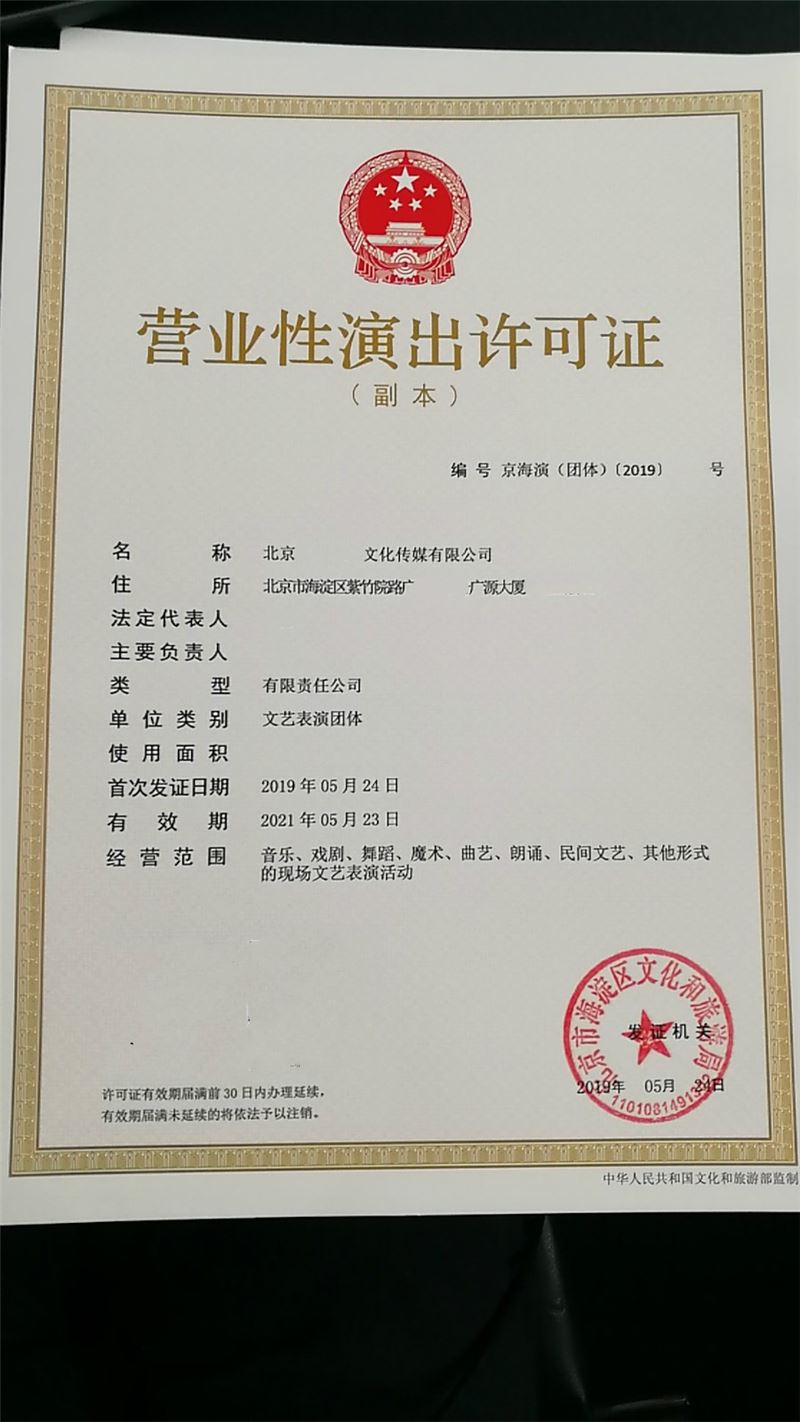 营业性演出许可证
（副本）
编号 京海演（团体）〔2019〕 号
名称 北京 文化传媒有限公司
住所 北京市海淀区紫竹院路广 广源大厦
法定代表人
主要负责人
类型 有限责任公司
单位类别 文艺表演团体
使用面积
首次发证日期 2019年05月24日
有效期 2021年05月23日
经营范围 音乐、戏剧、舞蹈、魔术、曲艺、朗诵、民间文艺、其他形式
的现场文艺表演活动
北京市海淀区文化和旅游局
发证机关
2019年 05月 24日
许可证有效期届满前30日内办理延续，
有效期届满未延续的将依法予以注销。
中华人民共和国文化和旅游部监制